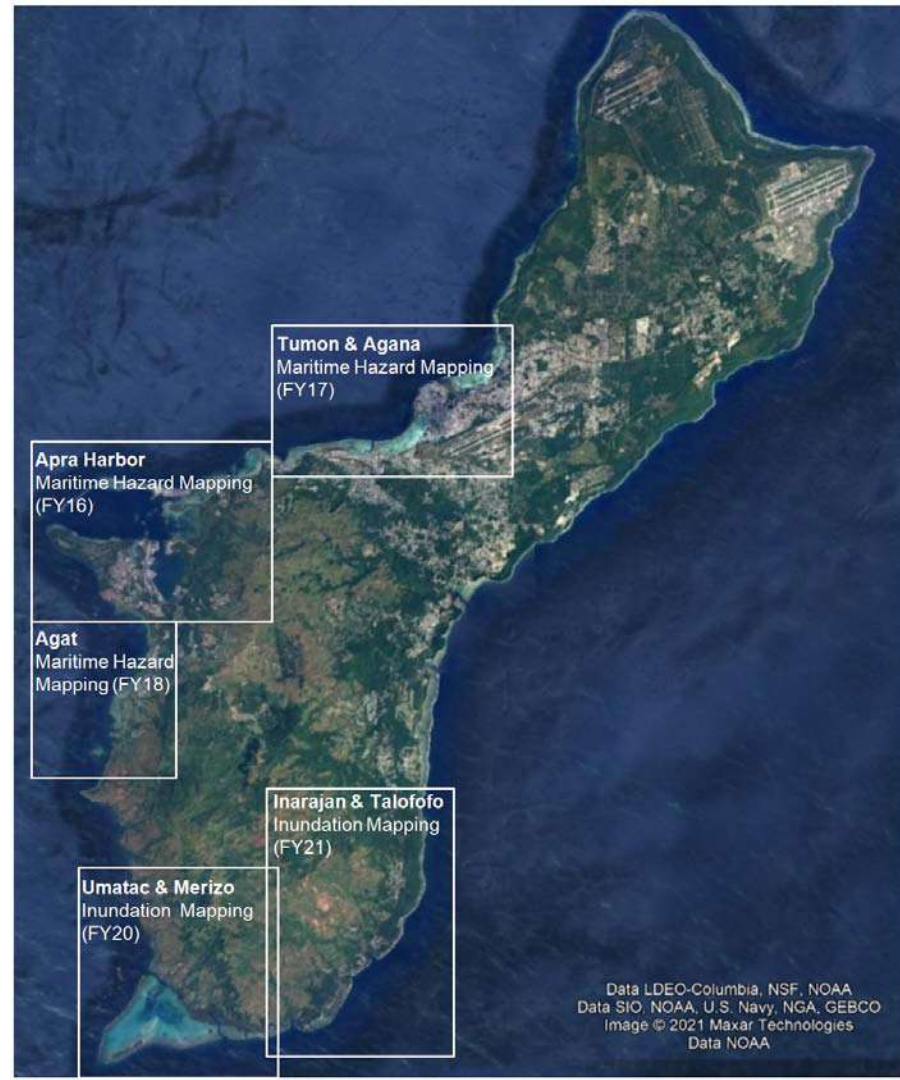 Tumon & Agana
Maritime Hazard Mapping
(FY17)
Apra Harbor
Maritime Hazard Mapping
(FY16)
Agat
Maritime Hazard
Mapping (FY18)
Inarajan & Talofofo
Inundation Mapping
(FY21)
Umatac & Merizo
Inundation Mapping
(FY20)
Data LDEO-Columbia, NSF, NOAA
Data SIO, NOAA, U.S. Navy, NGA, GEBCO
Image © 2021 Maxar Technologies
Data NOAA